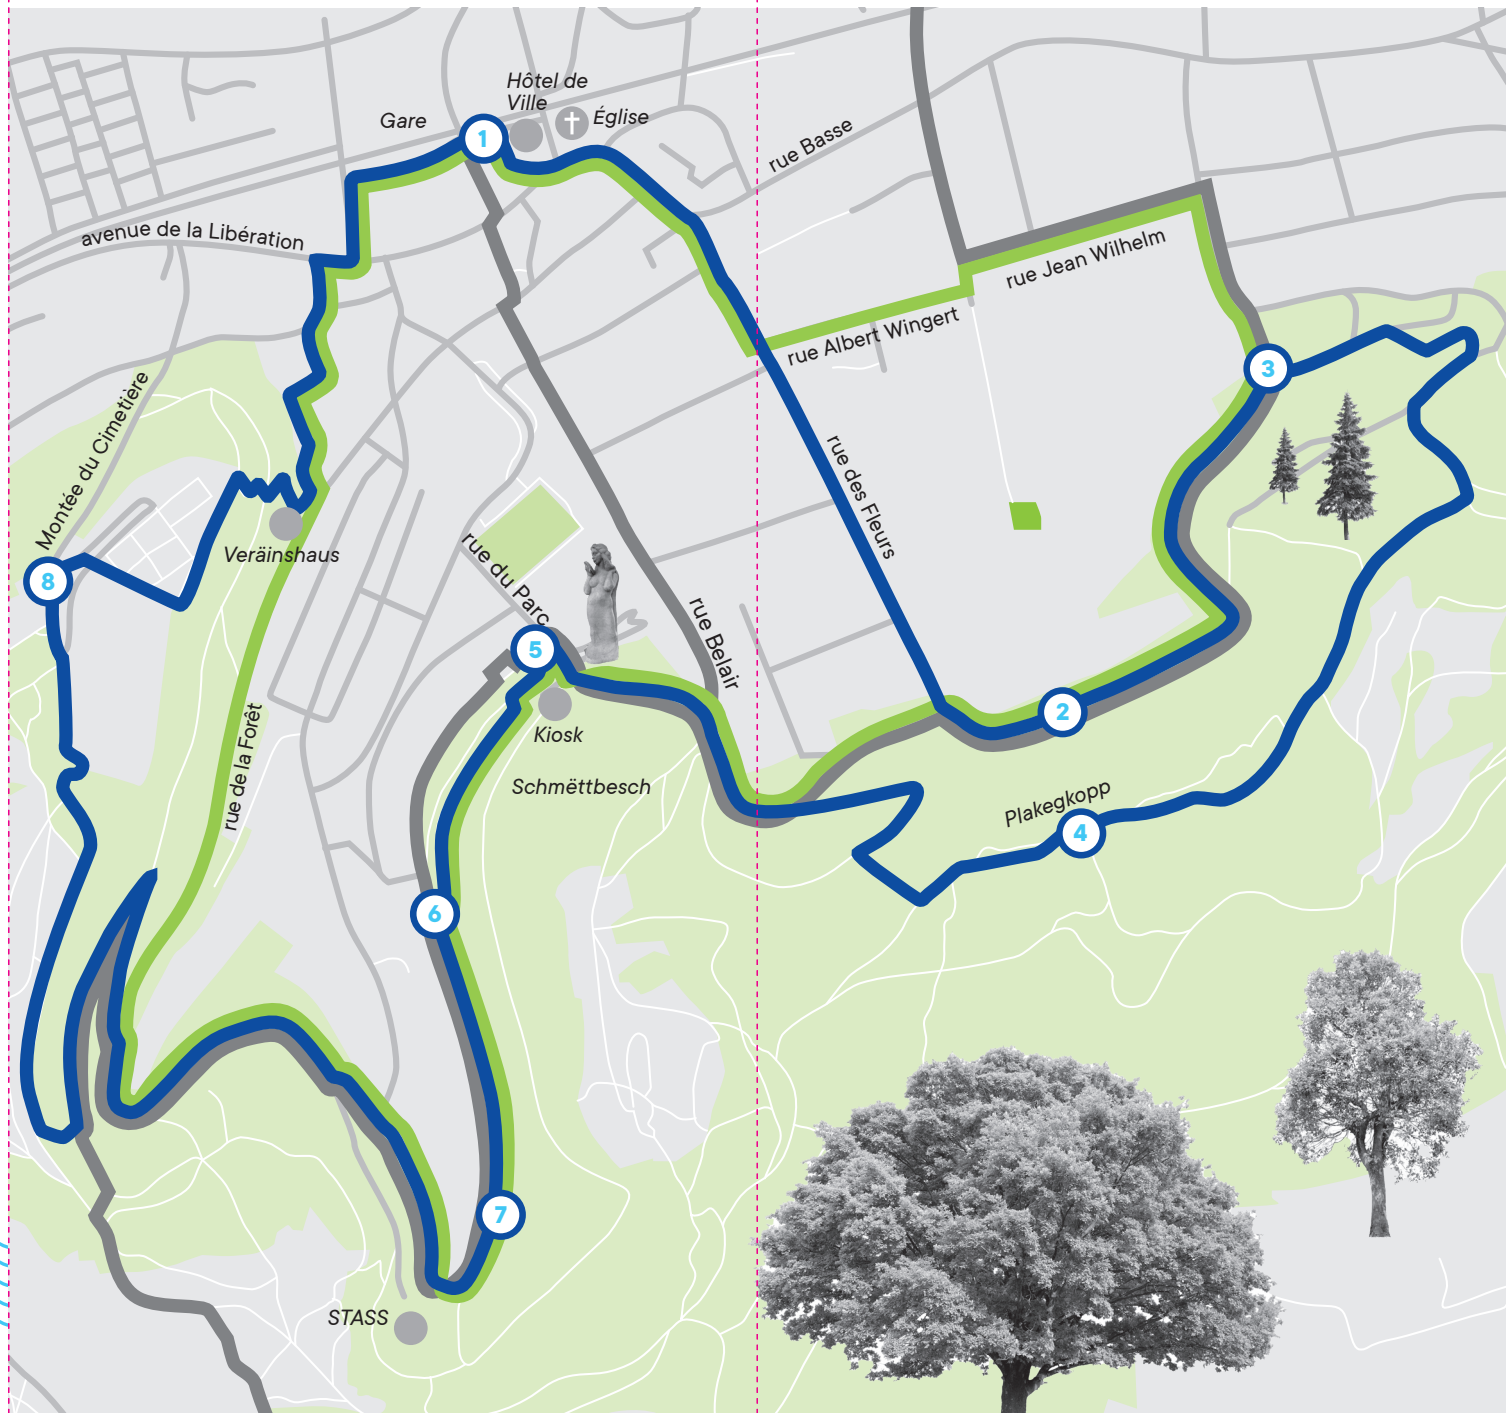 Hôtel de
Ville
Gare
1
Église
rue Basse
avenue de la Libération
rue Jean Wilhelm
rue Albert Wingert
3
Montée du Cimetière
rue des Fleurs
Veräinshaus
rue du Parc
8
5
rue Belair
2
Kiosk
rue de la Forêt
Schmëttbesch
Plakegkopp
4
6
7
STASS